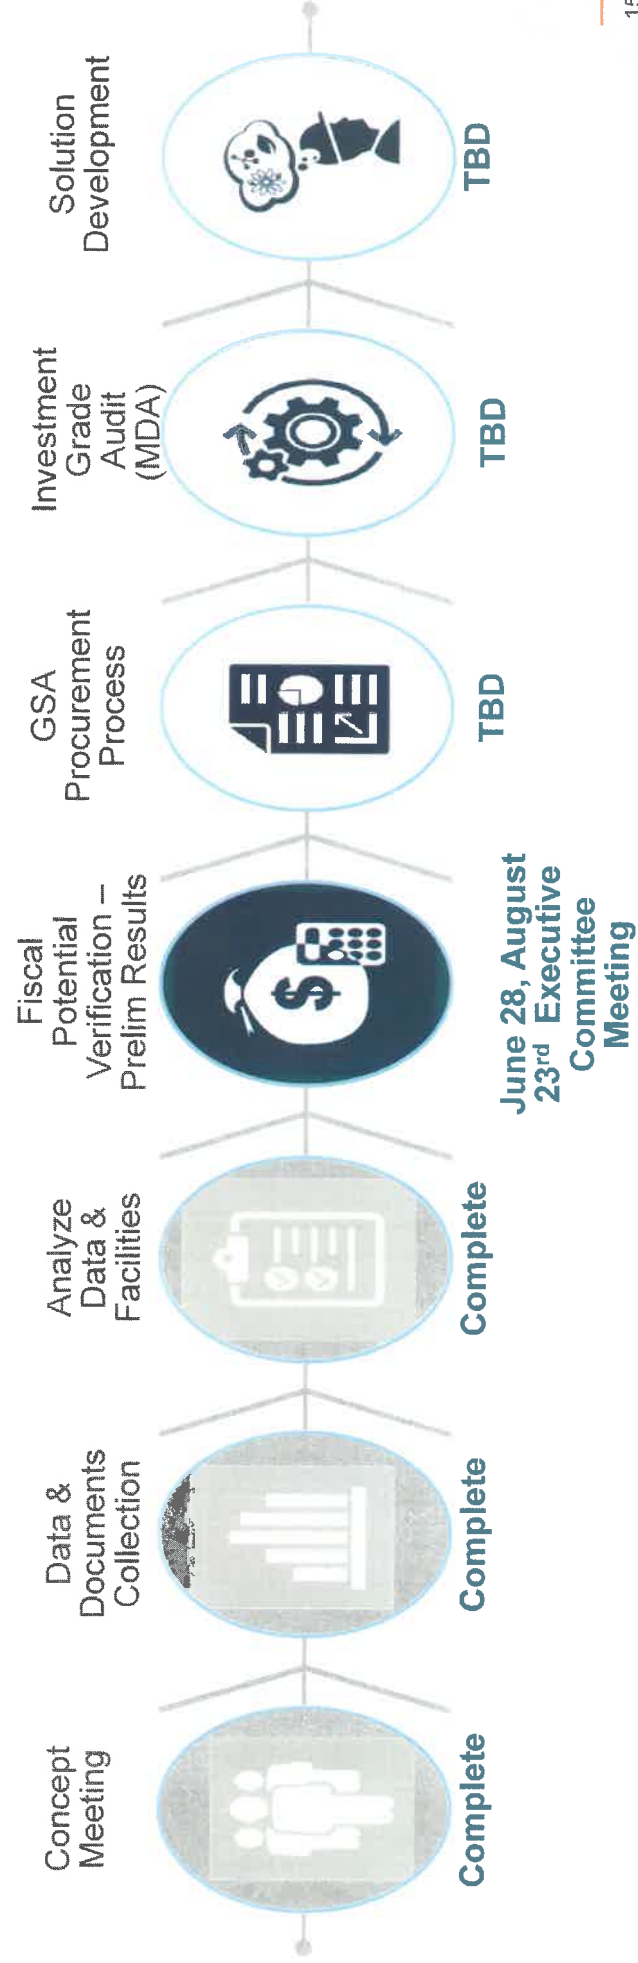 Concept
Meeting
Complete
Data &
Documents
Collection
Complete
Analyze
Data &
Facilities
Complete
Fiscal
Potential
Verification –
Prelim Results
June 28, August
23rd Executive
Committee
Meeting
GSA
Procurement
Process
TBD
Investment
Grade
Audit
(MDA)
TBD
Solution
Development
TBD
15